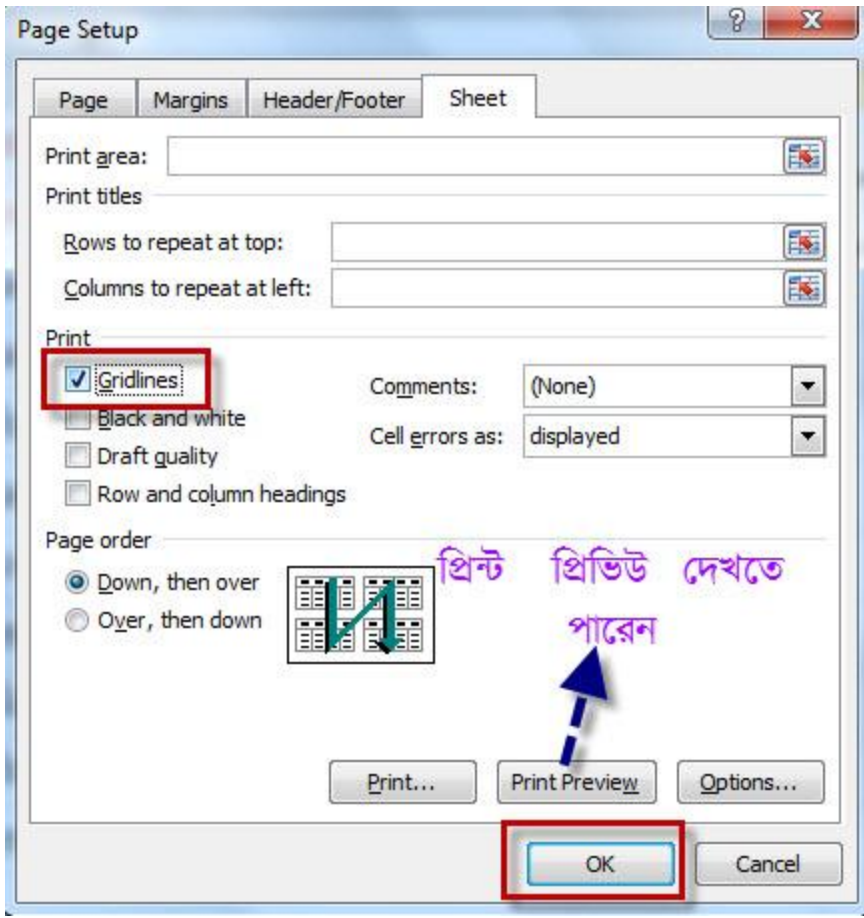 Page Setup
Page Margins Header/Footer Sheet
Print area:
Print titles
Rows to repeat at top:
Columns to repeat at left:
Print
Gridlines Comments: (None)
Black and white
Cell errors as: displayed
Draft quality
Row and column headings
Page order
প্রিন্ট প্রিভিউ দেখতে
Down, then over
Over, then down
পারেন
Print... Print Preview Options...
OK Cancel